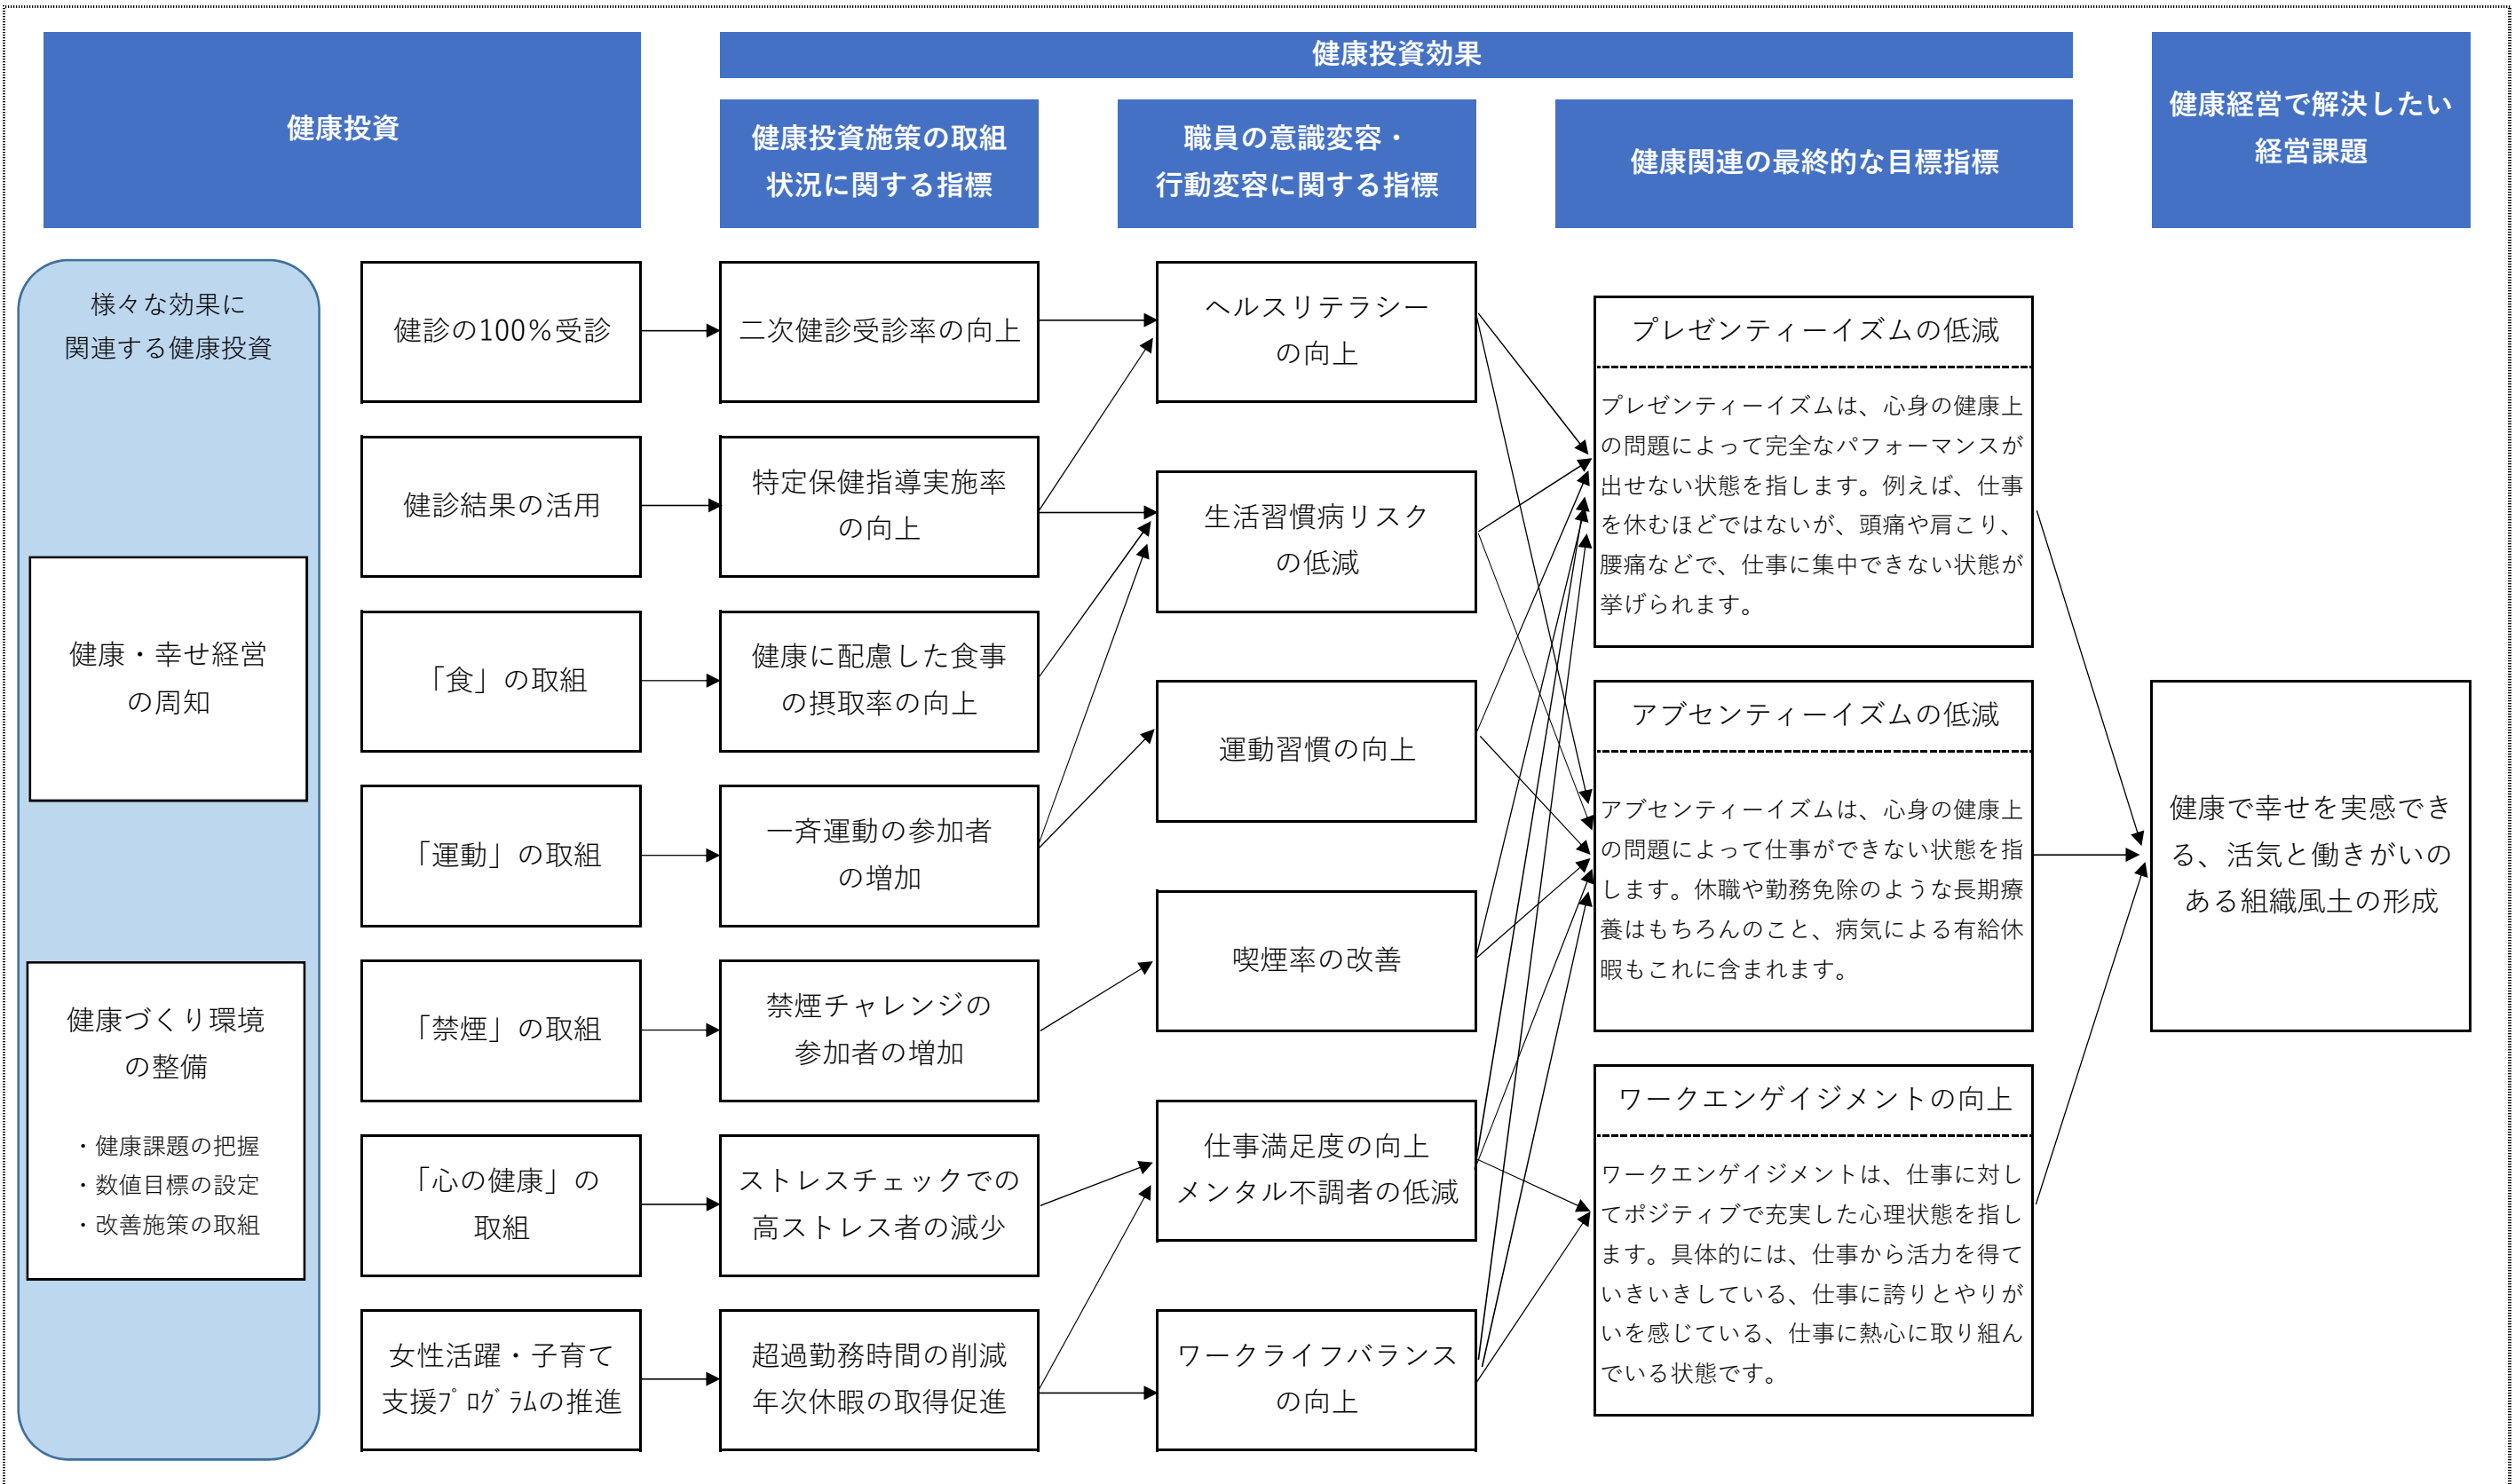 健康投資
健康投資効果
健康投資施策の取組
状況に関する指標
職員の意識変容・
行動変容に関する指標
健康関連の最終的な目標指標
健康経営で解決したい
経営課題
様々な効果に
関連する健康投資
健康・幸せ経営
の周知
健康づくり環境
の整備
・健康課題の把握
・数値目標の設定
・改善施策の取組
健診の100％受診
健診結果の活用
「食」の取組
「運動」の取組
「禁煙」の取組
「心の健康」の
取組
女性活躍・子育て
支援ﾌﾟﾛｸﾞﾗﾑの推進
二次健診受診率の向上
特定保健指導実施率
の向上
健康に配慮した食事
の摂取率の向上
一斉運動の参加者
の増加
禁煙チャレンジの
参加者の増加
ストレスチェックでの
高ストレス者の減少
超過勤務時間の削減
年次休暇の取得促進
ヘルスリテラシー
の向上
生活習慣病リスク
の低減
運動習慣の向上
喫煙率の改善
仕事満足度の向上
メンタル不調者の低減
ワークライフバランス
の向上
プレゼンティーイズムの低減
プレゼンティーイズムは、心身の健康上
の問題によって完全なパフォーマンスが
出せない状態を指します。例えば、仕事
を休むほどではないが、頭痛や肩こり、
腰痛などで、仕事に集中できない状態が
挙げられます。
アブセンティーイズムの低減
アブセンティーイズムは、心身の健康上
の問題によって仕事ができない状態を指
します。休職や勤務免除のような長期療
養はもちろんのこと、病気による有給休
暇もこれに含まれます。
ワークエンゲイジメントの向上
ワークエンゲイジメントは、仕事に対し
てポジティブで充実した心理状態を指し
ます。具体的には、仕事から活力を得て
いきいきしている、仕事に誇りとやりが
いを感じている、仕事に熱心に取り組ん
でいる状態です。
健康で幸せを実感でき
る、活気と働きがいの
ある組織風土の形成